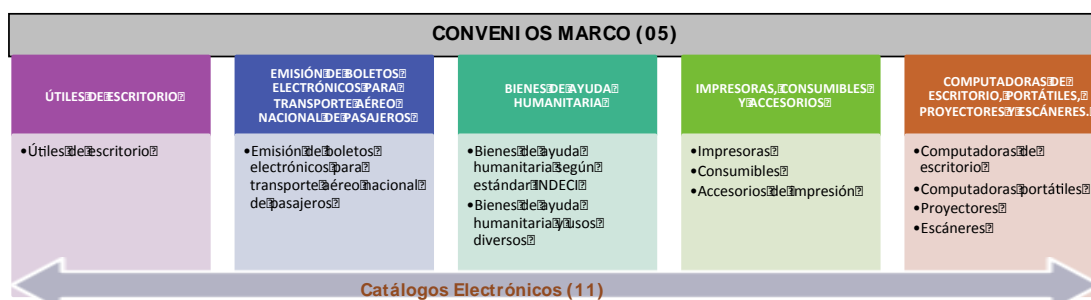 CONVENIOS MARCO (05)
ÚTILES DE ESCRITORIO
EMISIÓN DE BOLETOS
ELECTRÓNICOS PARA
TRANSPORTE AÉREO
NACIONAL DE PASAJEROS
BIENES DE AYUDA
HUMANITARIA
IMPRESORAS, CONSUMIBLES
Y ACCESORIOS
COMPUTADORAS DE
ESCRITORIO, PORTÁTILES,
PROYECTORES Y ESCÁNERES.
•Útiles de escritorio
•Emisión de boletos
electrónicos para
transporte aéreo nacional
de pasajeros
•Bienes de ayuda
humanitaria según
estándar INDECI
•Bienes de ayuda
humanitaria y usos
diversos
•Impresoras
•Consumibles
•Accesorios de impresión
•Computadoras de
escritorio
•Computadoras portátiles
•Proyectores
•Escáneres
Catálogos Electrónicos (11)